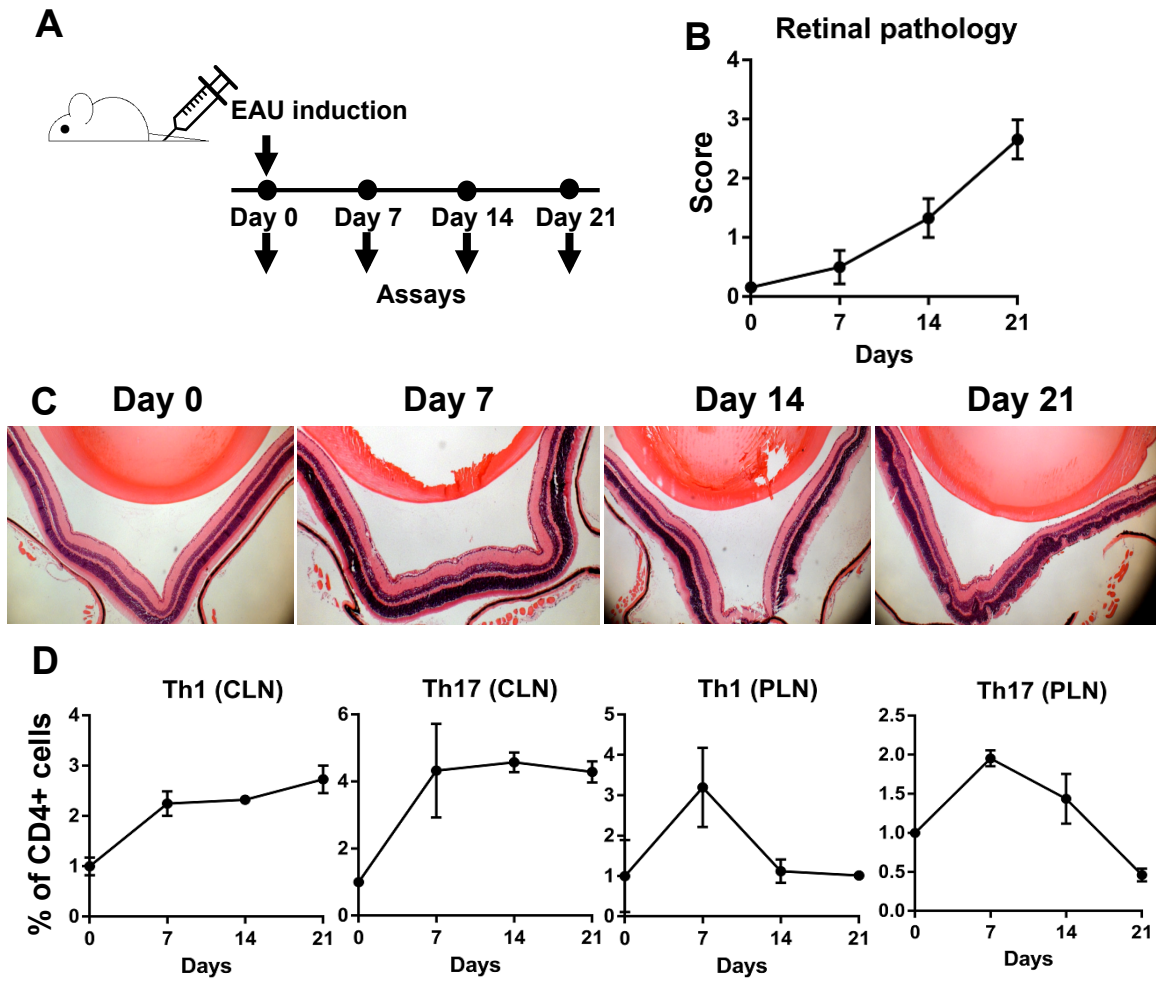 A
EAU induction
Day 0 Day 7 Day 14 Day 21
Assays
B
Retinal pathology
Score
4
3
2
1
0
0 7 14 21
Days
C
Day 0 Day 7 Day 14 Day 21
D
% of CD4+ cells
Th1 (CLN)
4
3
2
1
0
0 7 14 21
Days
Th17 (CLN)
6
4
2
0
0 7 14 21
Days
Th1 (PLN)
5
4
3
2
1
0
0 7 14 21
Days
Th17 (PLN)
2.5
2.0
1.5
1.0
0.5
0.0
0 7 14 21
Days